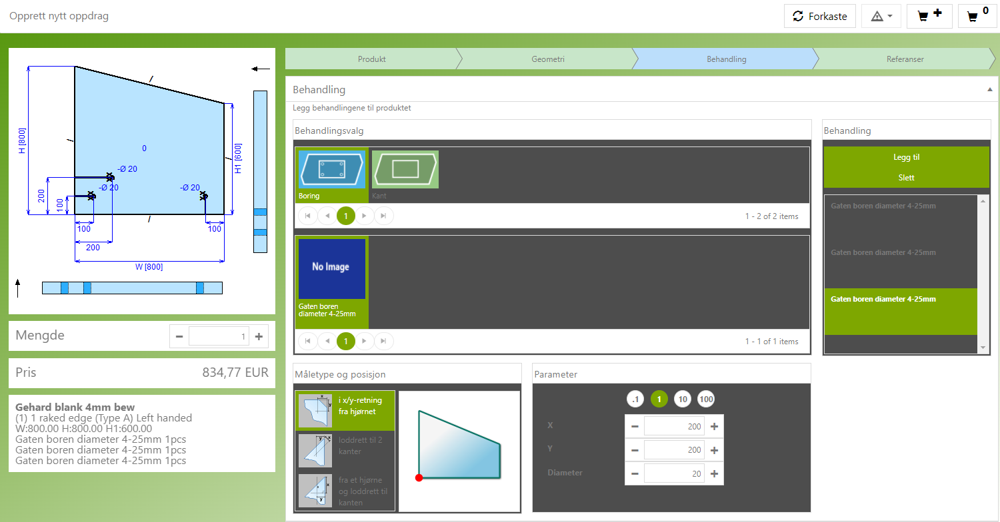 Opprett nytt oppdrag
Forkaste
0
H [800]
H1 [600]
0
-Ø 20
-Ø 20
-Ø 20
200
100
100
100
200
W [800]
Mengde
1
Pris
834,77 EUR
Gehard blank 4mm bew
(1) 1 raked edge (Type A) Left handed
W:800.00 H:800.00 H1:600.00
Gaten boren diameter 4-25mm 1pcs
Gaten boren diameter 4-25mm 1pcs
Gaten boren diameter 4-25mm 1pcs
Produkt
Geometri
Behandling
Referanser
Behandling
Legg behandlingene til produktet
Behandlingsvalg
Boring
Kant
1
1 - 2 of 2 items
No Image
Gaten boren
diameter 4-25mm
1
1 - 1 of 1 items
Behandling
Legg til
Slett
Gaten boren diameter 4-25mm
Gaten boren diameter 4-25mm
Gaten boren diameter 4-25mm
Måletype og posisjon
x
y
i x/y-retning
fra hjørnet
y
x
loddrett til 2
kanter
x
y
fra et hjørne
og loddrett til
kanten
Parameter
.1
1
10
100
X
200
Y
200
Diameter
20